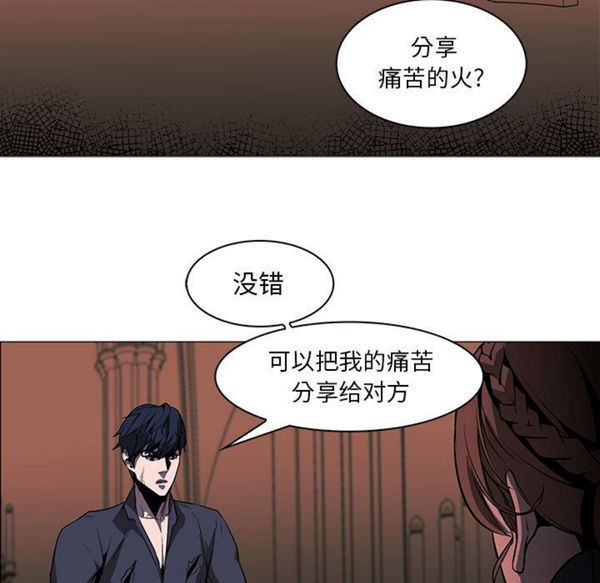 分享
痛苦的火?
没错
可以把我的痛苦
分享给对方